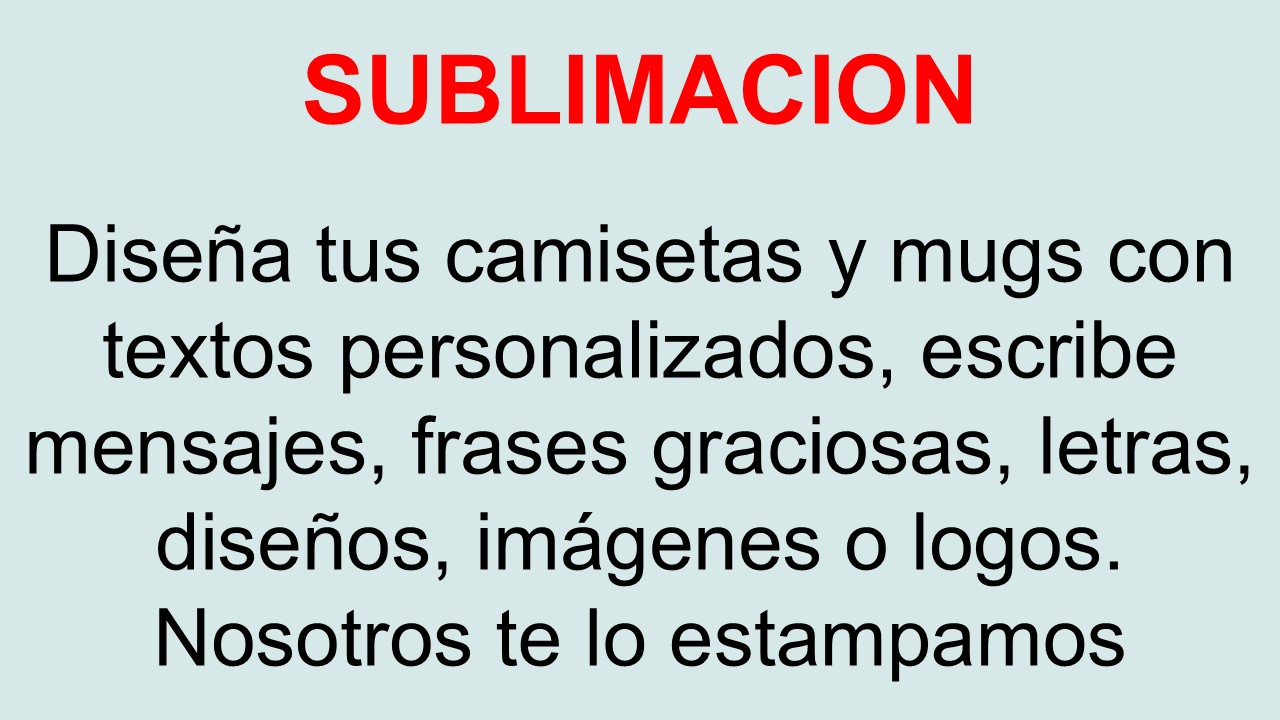 SUBLIMACION
Diseña tus camisetas y mugs con
textos personalizados, escribe
mensajes, frases graciosas, letras,
diseños, imágenes o logos.
Nosotros te lo estampamos